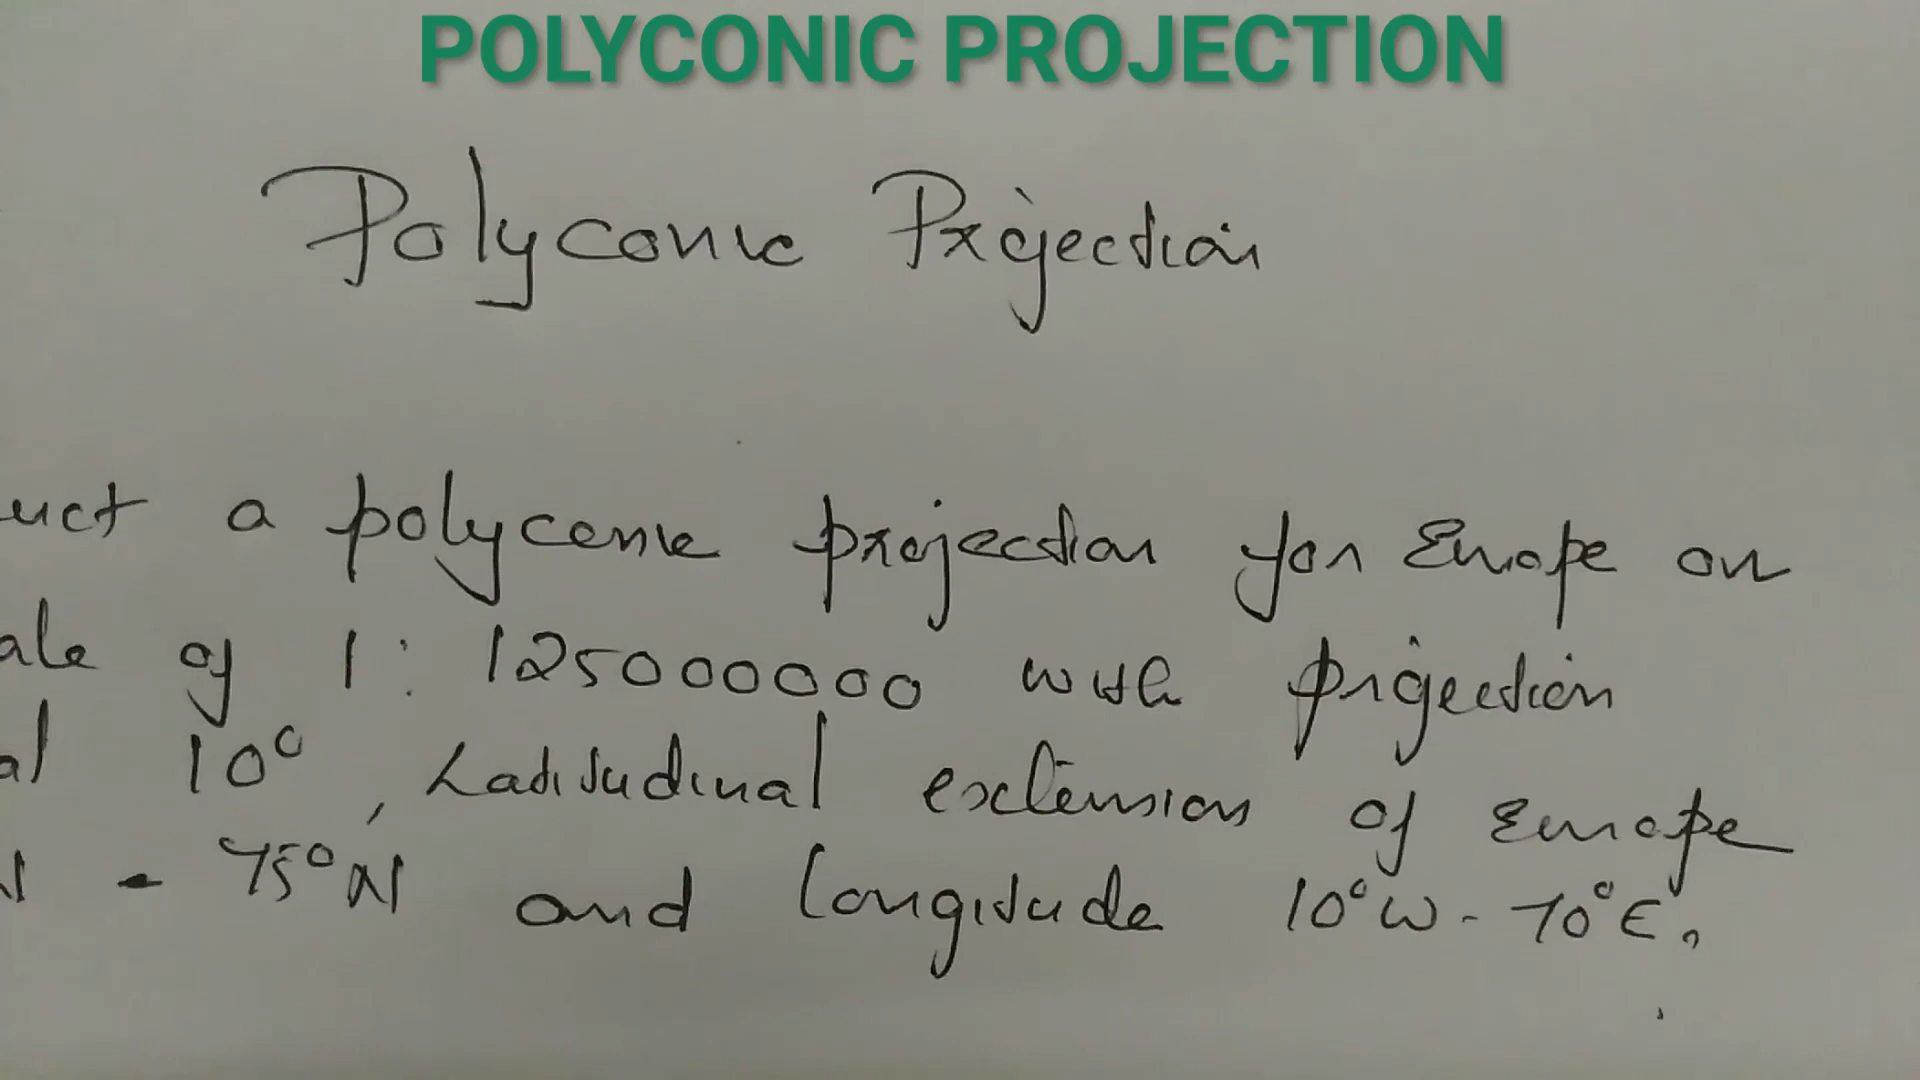 POLYCONIC PROJECTION
Polyconic Projection
uct a polyconic projection for Europe on
ale of 1: 125000000 with projection
al 10°, Latitudinal extension of Europe
- 75°N and longitude 10°W - 70°E,